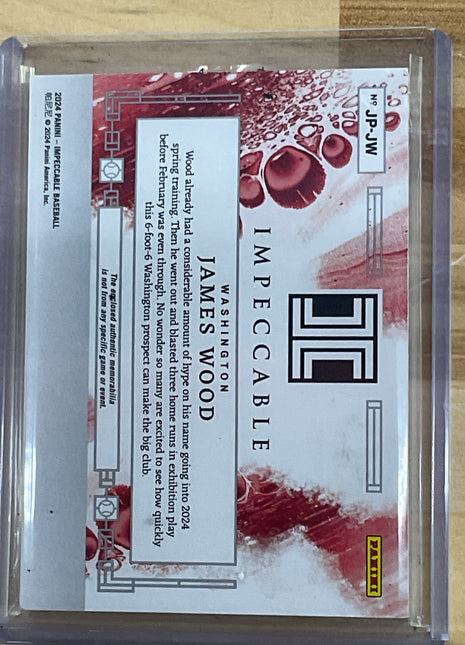 Nº JP-JW
IMPECCABLE
PANINI
WASHINGTON
JAMES WOOD
Wood already had a considerable amount of hype on his name going into 2024
spring training. Then he went out and blasted three home runs in exhibition play
before February was even through. No wonder so many are excited to see how quickly
this 6-foot-6 Washington prospect can make the big club.
The enclosed authentic memorabilia
is not from any specific game or event.
2024 PANINI – IMPECCABLE BASEBALL
© 2024 Panini America, Inc.